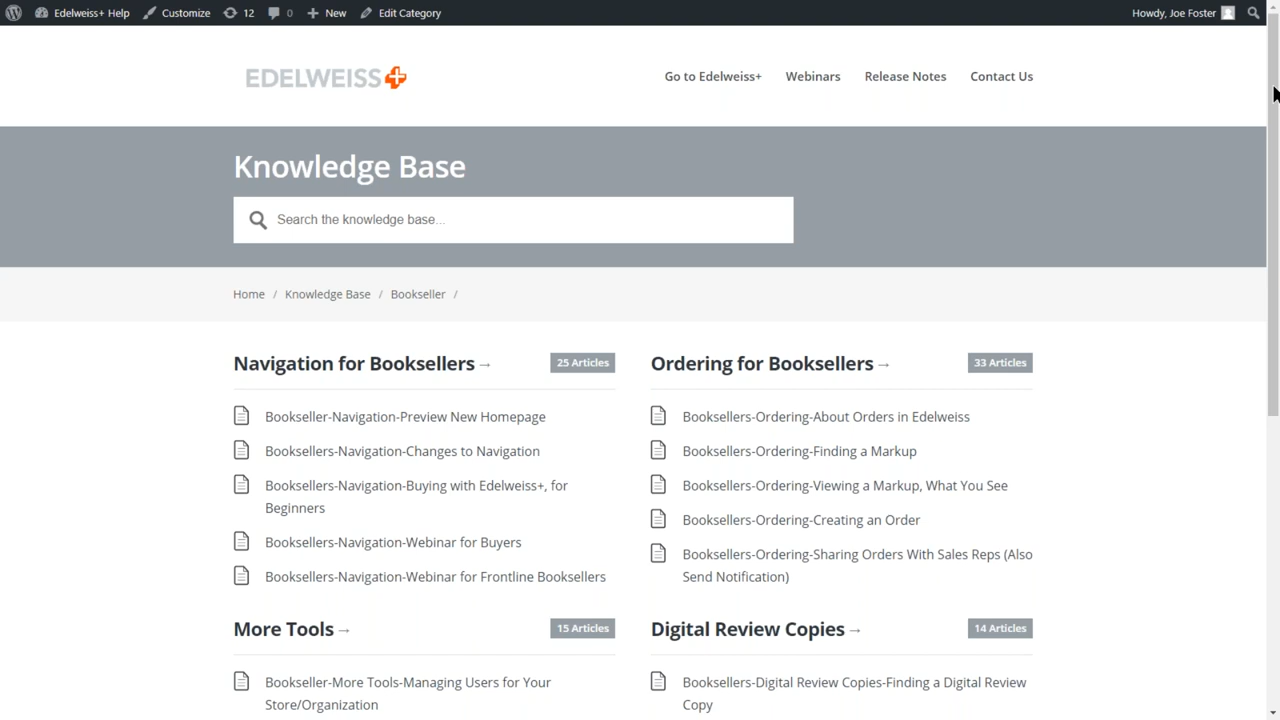 Edelweiss+ Help Customize 12 0 New Edit Category Howdy, Joe Foster
EDELWEISS
Go to Edelweiss+ Webinars Release Notes Contact Us
Knowledge Base
Search the knowledge base...
Home / Knowledge Base / Bookseller /
Navigation for Booksellers → 25 Articles
Bookseller-Navigation-Preview New Homepage
Booksellers-Navigation-Changes to Navigation
Booksellers-Navigation-Buying with Edelweiss+, for
Beginners
Booksellers-Navigation-Webinar for Buyers
Booksellers-Navigation-Webinar for Frontline Booksellers
Ordering for Booksellers → 33 Articles
Booksellers-Ordering-About Orders in Edelweiss
Booksellers-Ordering-Finding a Markup
Booksellers-Ordering-Viewing a Markup, What You See
Booksellers-Ordering-Creating an Order
Booksellers-Ordering-Sharing Orders With Sales Reps (Also
Send Notification)
More Tools → 15 Articles
Bookseller-More Tools-Managing Users for Your
Store/Organization
Digital Review Copies → 14 Articles
Booksellers-Digital Review Copies-Finding a Digital Review
Copy